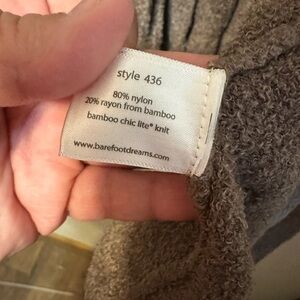 style 436
80% nylon
20% rayon from bamboo
bamboo chic lite® knit
www.barefootdreams.com